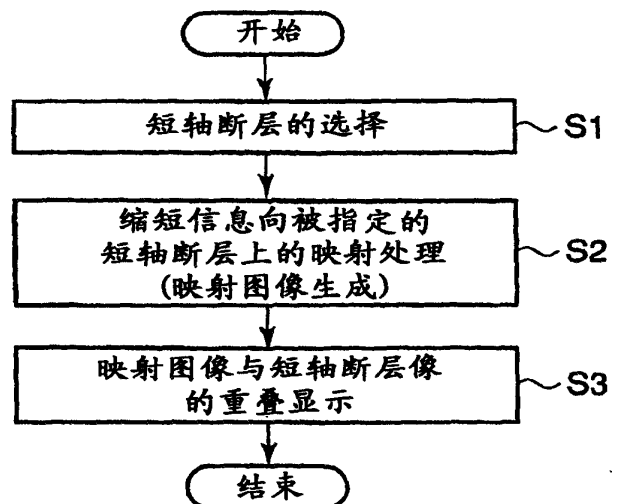 开始
短轴断层的选择
S1
缩短信息向被指定的
短轴断层上的映射处理
(映射图像生成)
S2
映射图像与短轴断层像
的重叠显示
S3
结束